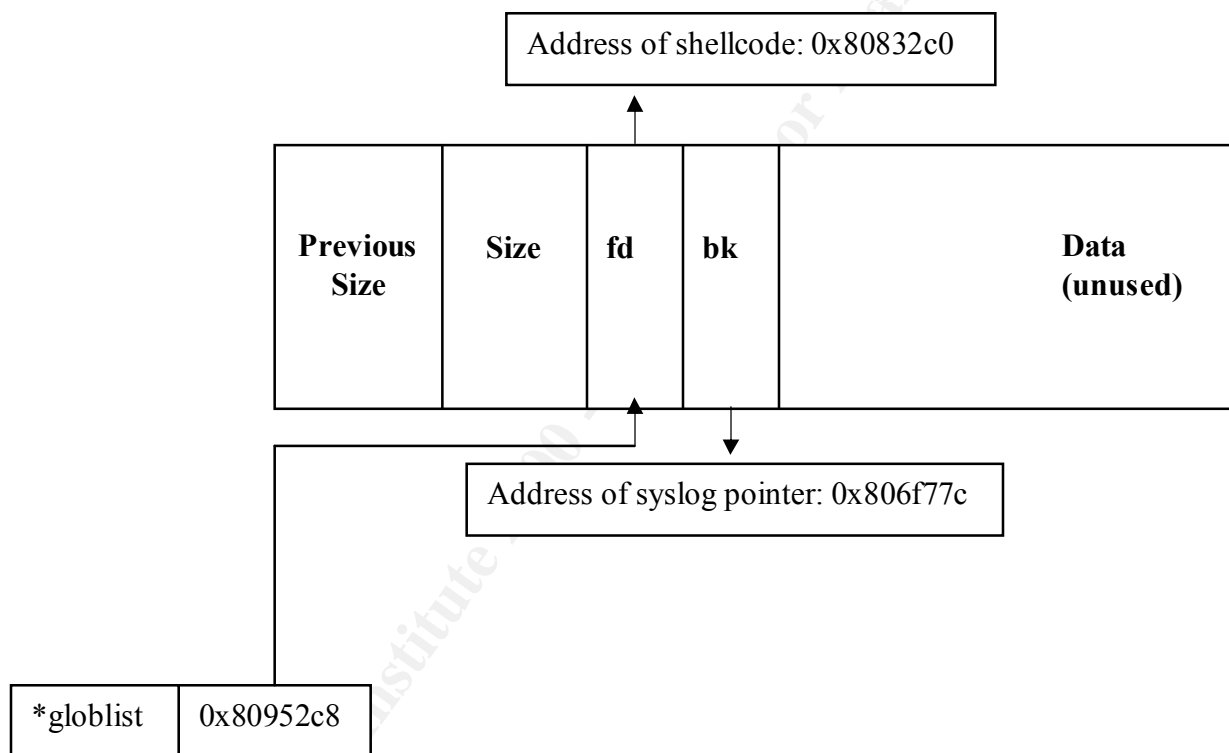 Address of shellcode: 0x80832c0
Previous
Size
Size
fd
bk
Data
(unused)
Address of syslog pointer: 0x806f77c
*globlist
0x80952c8